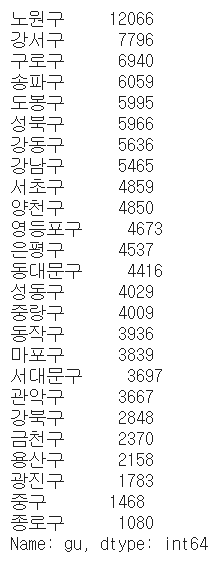 노원구 12066
강서구 7796
구로구 6940
송파구 6059
도봉구 5995
성북구 5966
강동구 5636
강남구 5465
서초구 4859
양천구 4850
영등포구 4673
은평구 4537
동대문구 4416
성동구 4029
중랑구 4009
동작구 3936
마포구 3839
서대문구 3697
관악구 3667
강북구 2848
금천구 2370
용산구 2158
광진구 1783
중구 1468
종로구 1080
Name: gu, dtype: int64